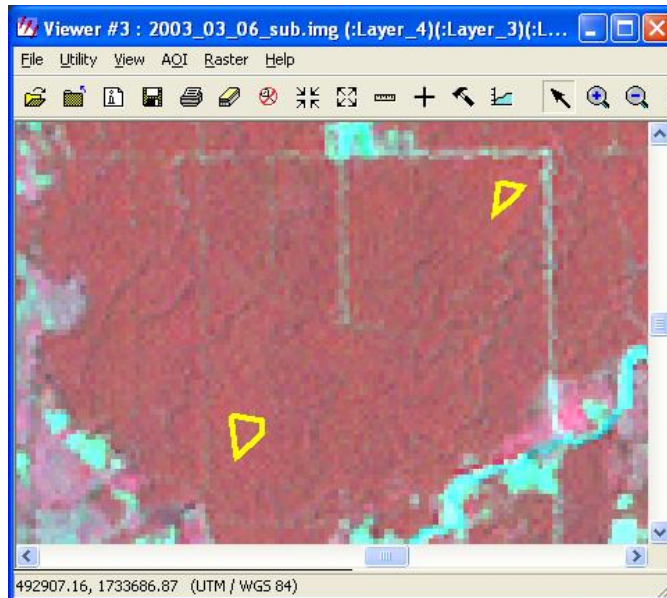 Viewer #3 : 2003_03_06_sub.img (:Layer_4)(:Layer_3)(:L...
File Utility View AOI Raster Help
492907.16, 1733686.87 (UTM / WGS 84)